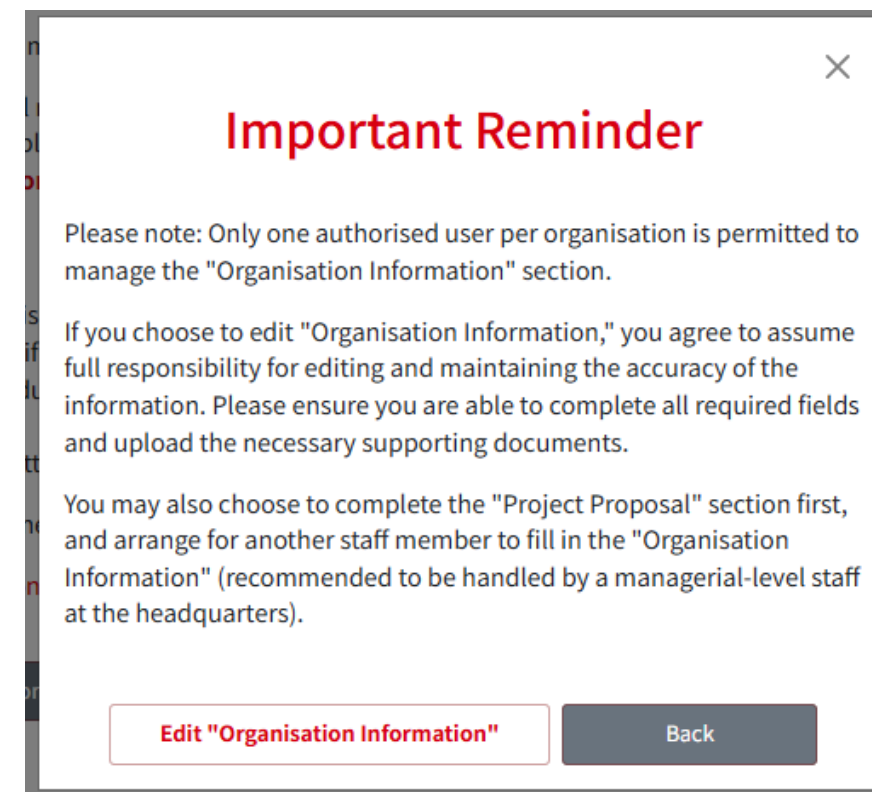 Important Reminder
Please note: Only one authorised user per organisation is permitted to
manage the "Organisation Information" section.
If you choose to edit "Organisation Information," you agree to assume
full responsibility for editing and maintaining the accuracy of the
information. Please ensure you are able to complete all required fields
and upload the necessary supporting documents.
You may also choose to complete the "Project Proposal" section first,
and arrange for another staff member to fill in the "Organisation
Information" (recommended to be handled by a managerial-level staff
at the headquarters).
Edit "Organisation Information"
Back